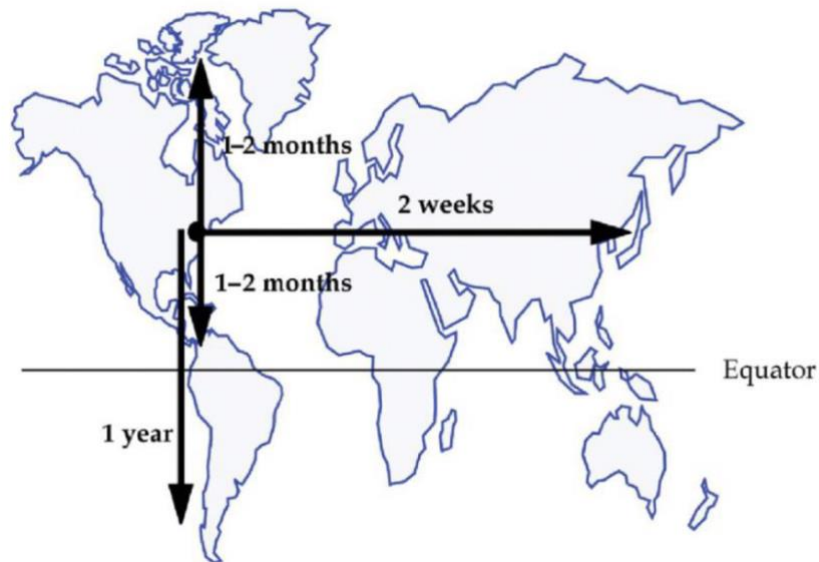 1–2 months
2 weeks
1–2 months
Equator
1 year